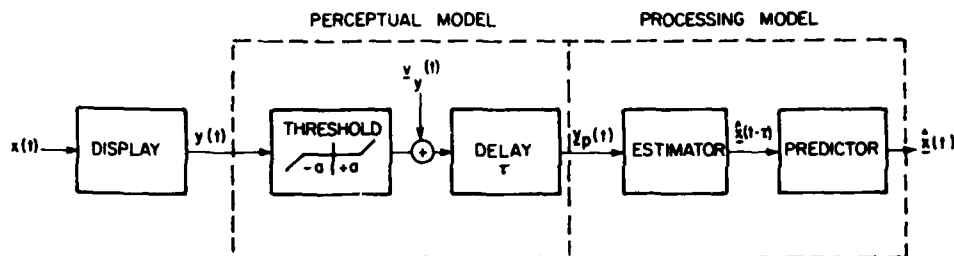 PERCEPTUAL MODEL
PROCESSING MODEL
v_y(t)
x(t)
DISPLAY
y(t)
THRESHOLD
-a +a
+
DELAY
τ
y_p(t)
ESTIMATOR
x̂(t-τ)
PREDICTOR
x̂(t)